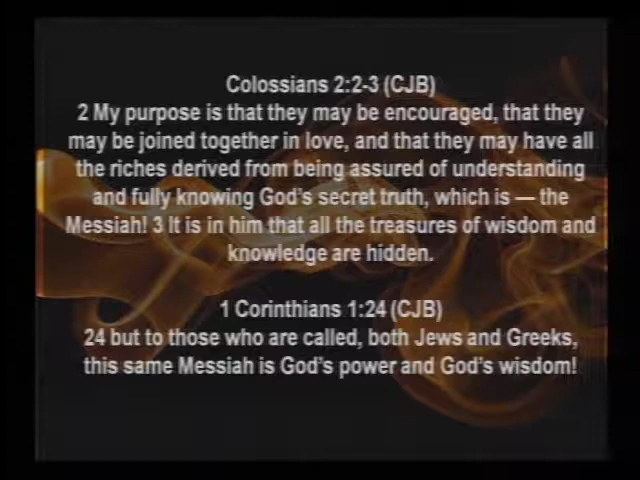 Colossians 2:2-3 (CJB)
2 My purpose is that they may be encouraged, that they
may be joined together in love, and that they may have all
the riches derived from being assured of understanding
and fully knowing God's secret truth, which is — the
Messiah! 3 It is in him that all the treasures of wisdom and
knowledge are hidden.
1 Corinthians 1:24 (CJB)
24 but to those who are called, both Jews and Greeks,
this same Messiah is God's power and God's wisdom!